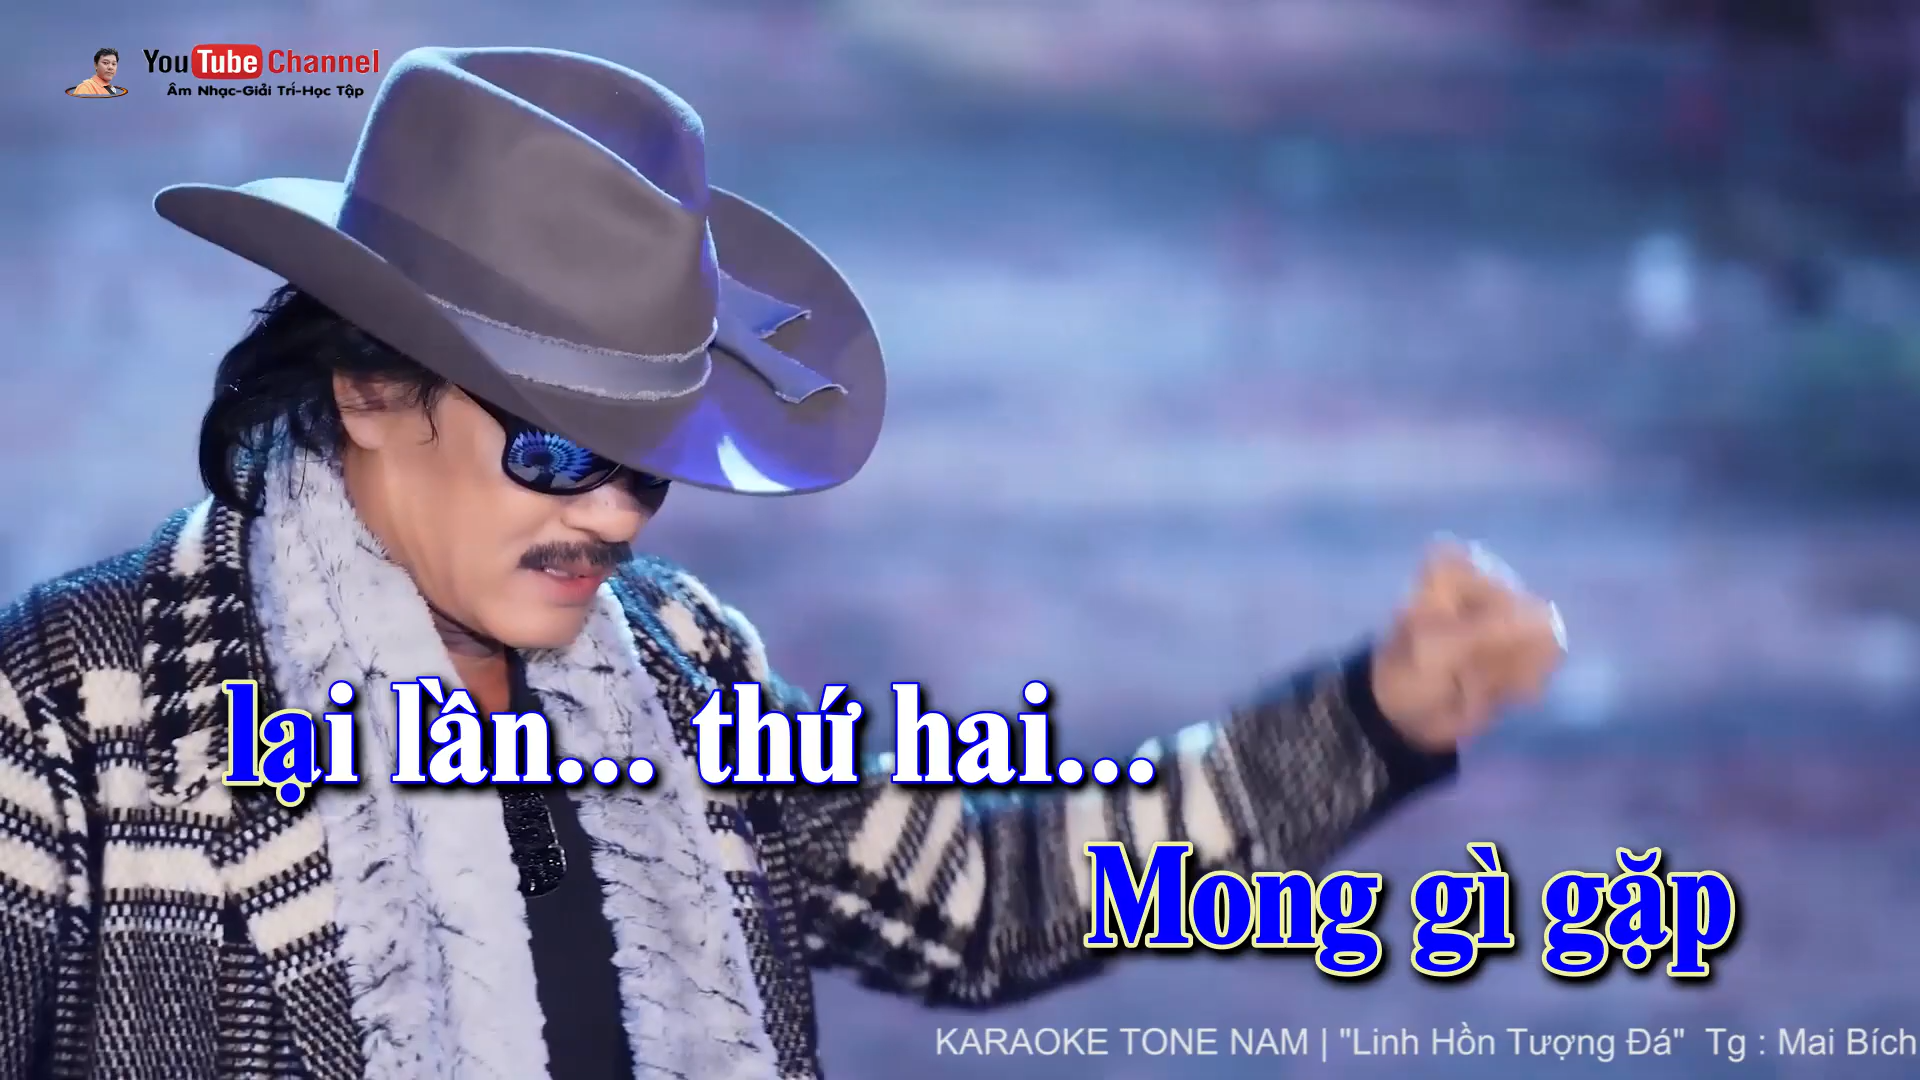 YouTube Channel
Âm Nhạc-Giải Trí-Học Tập
lại lần... thứ hai...
Mong gì gặp
KARAOKE TONE NAM | "Linh Hồn Tượng Đá" Tg : Mai Bích